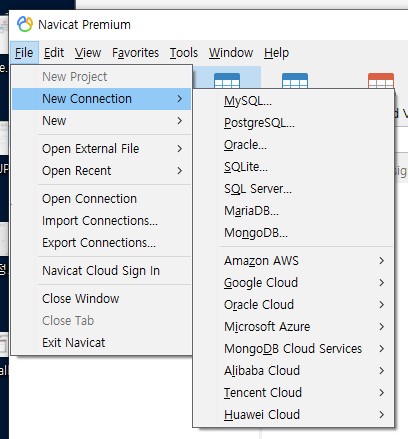 Navicat Premium
File Edit View Favorites Tools Window Help
New Project
New Connection
New
Open External File
Open Recent
Open Connection
Import Connections...
Export Connections...
Navicat Cloud Sign In
Close Window
Close Tab
Exit Navicat
MySQL...
PostgreSQL...
Oracle...
SQLite...
SQL Server...
MariaDB...
MongoDB...
Amazon AWS
Google Cloud
Oracle Cloud
Microsoft Azure
MongoDB Cloud Services
Alibaba Cloud
Tencent Cloud
Huawei Cloud